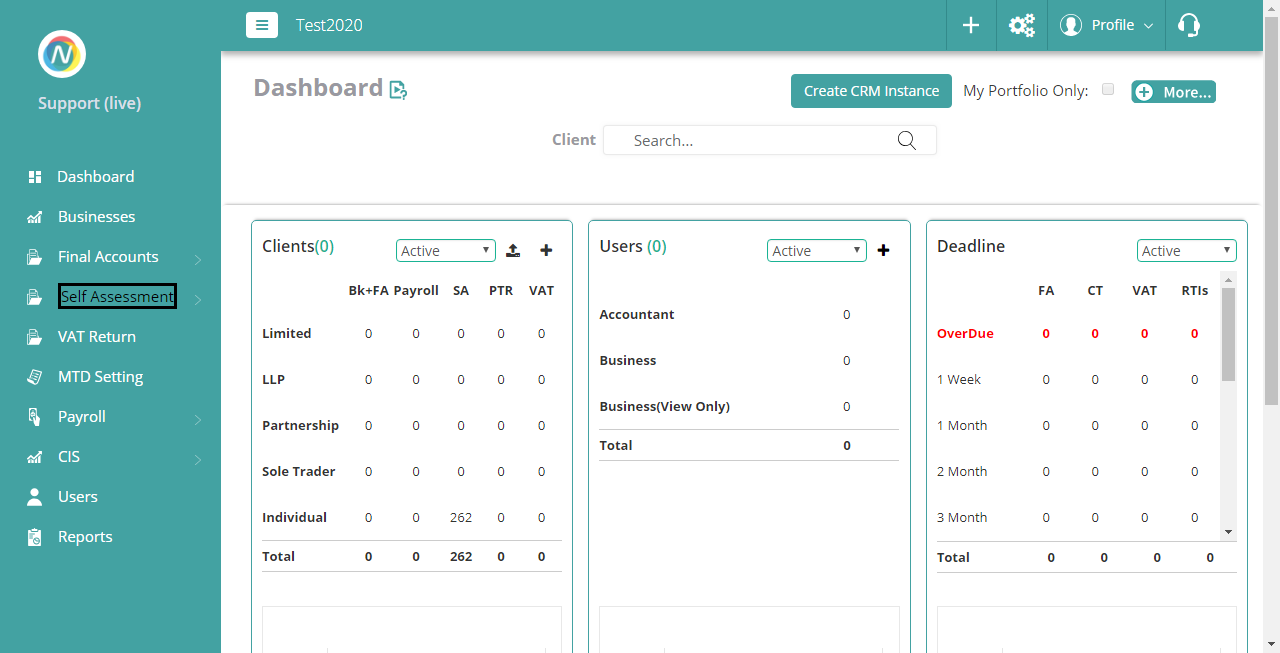 Test2020
Profile
N
Support (live)
Dashboard
Businesses
Final Accounts
Self Assessment
VAT Return
MTD Setting
Payroll
CIS
Users
Reports
Dashboard ?
Create CRM Instance
My Portfolio Only:
More...
Client Search...
Clients(0) Active
Bk+FA Payroll SA PTR VAT
Limited 0 0 0 0 0
LLP 0 0 0 0 0
Partnership 0 0 0 0 0
Sole Trader 0 0 0 0 0
Individual 0 0 262 0 0
Total 0 0 262 0 0
Users (0) Active
Accountant 0
Business 0
Business(View Only) 0
Total 0
Deadline Active
FA CT VAT RTIs
OverDue 0 0 0 0
1 Week 0 0 0 0
1 Month 0 0 0 0
2 Month 0 0 0 0
3 Month 0 0 0 0
Total 0 0 0 0